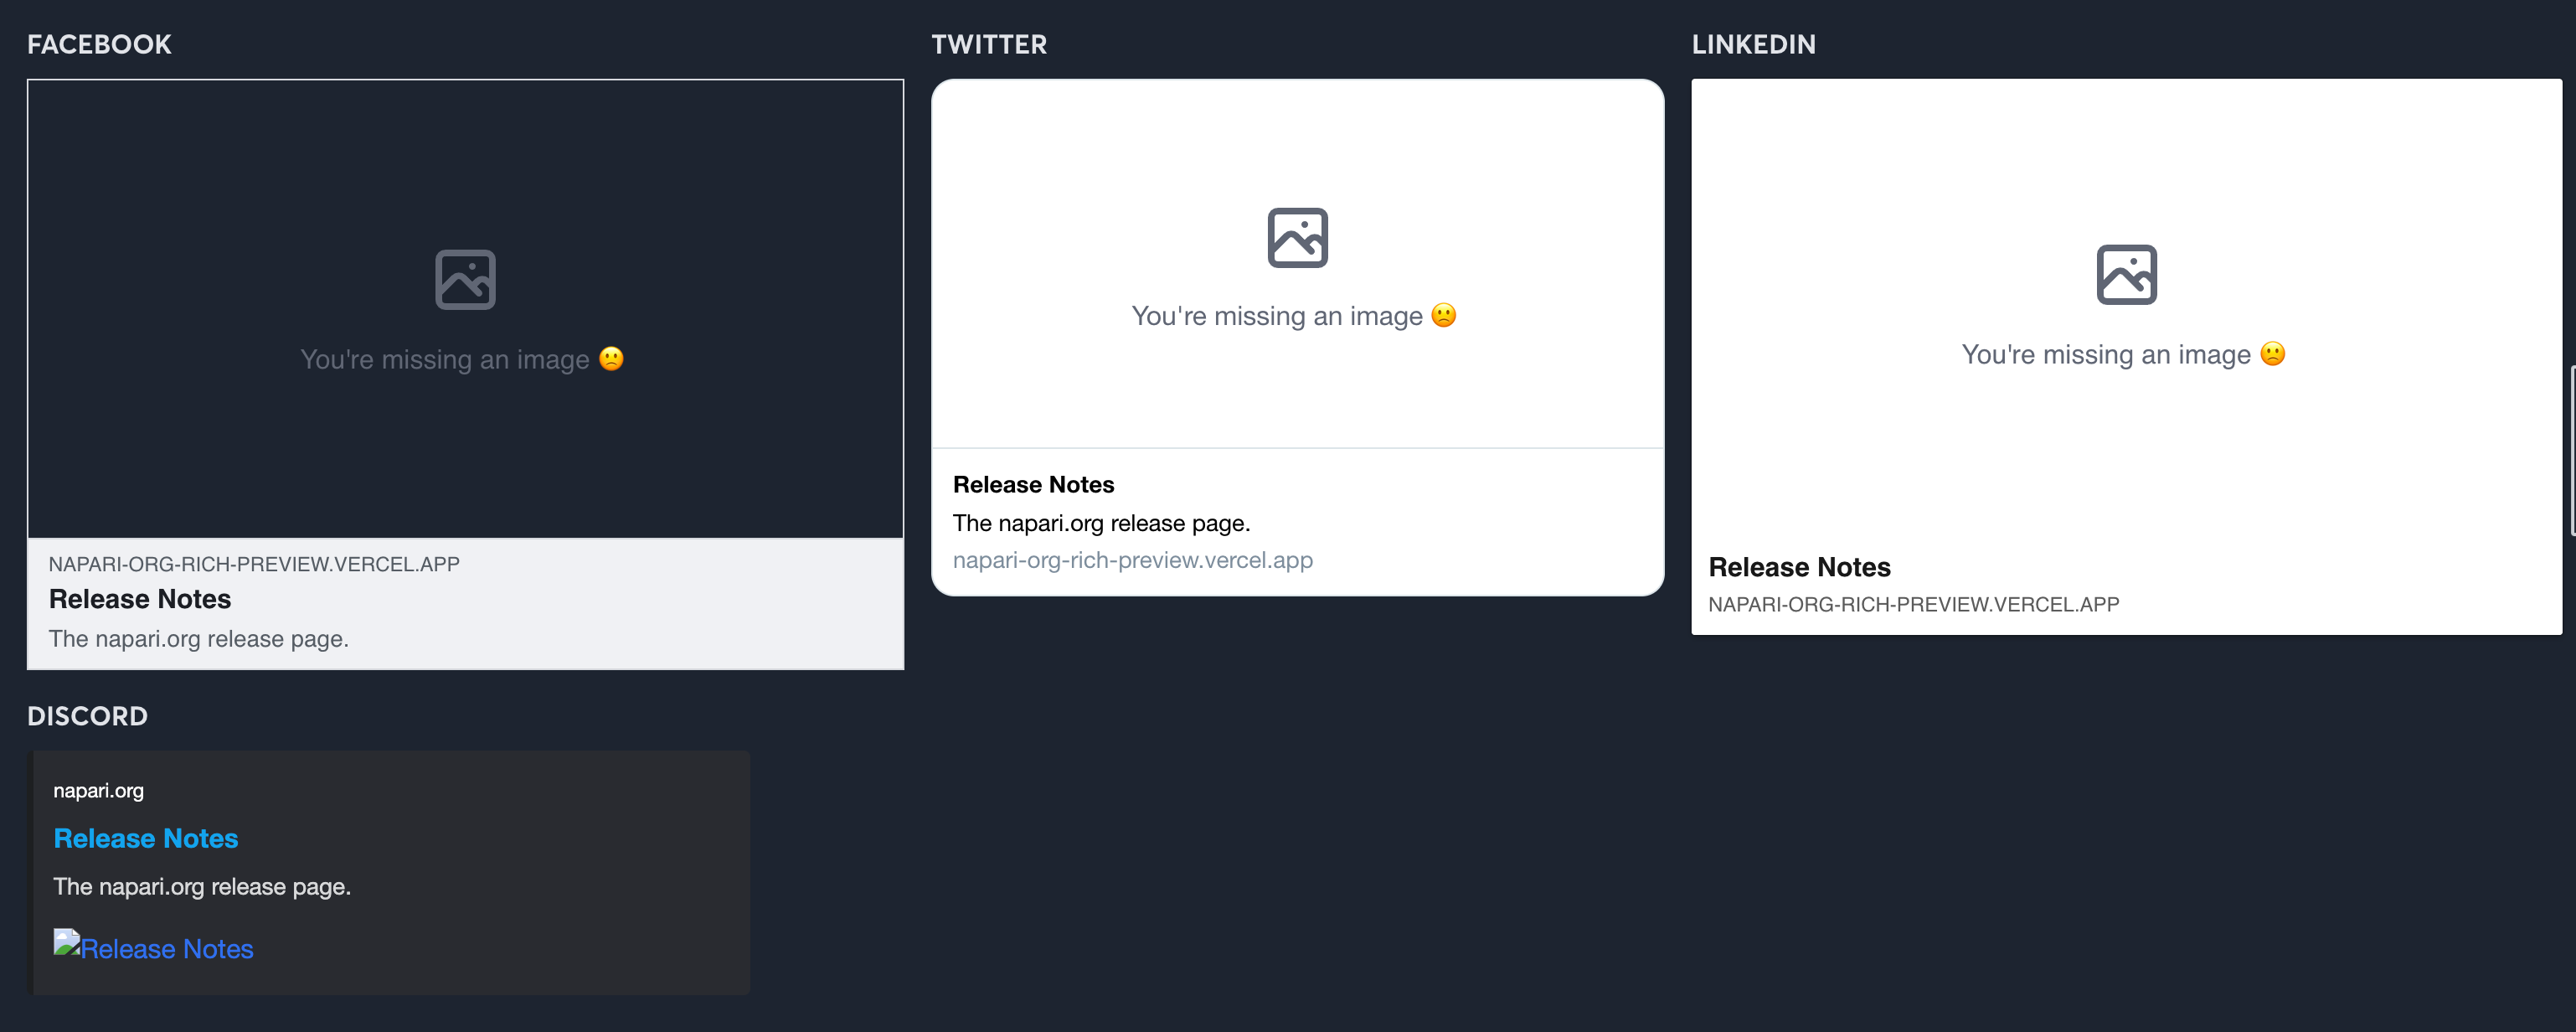 FACEBOOK
You're missing an image 🙁
NAPARI-ORG-RICH-PREVIEW.VERCEL.APP
Release Notes
The napari.org release page.
TWITTER
You're missing an image 🙁
Release Notes
The napari.org release page.
napari-org-rich-preview.vercel.app
LINKEDIN
You're missing an image 🙁
Release Notes
NAPARI-ORG-RICH-PREVIEW.VERCEL.APP
DISCORD
napari.org
Release Notes
The napari.org release page.
Release Notes